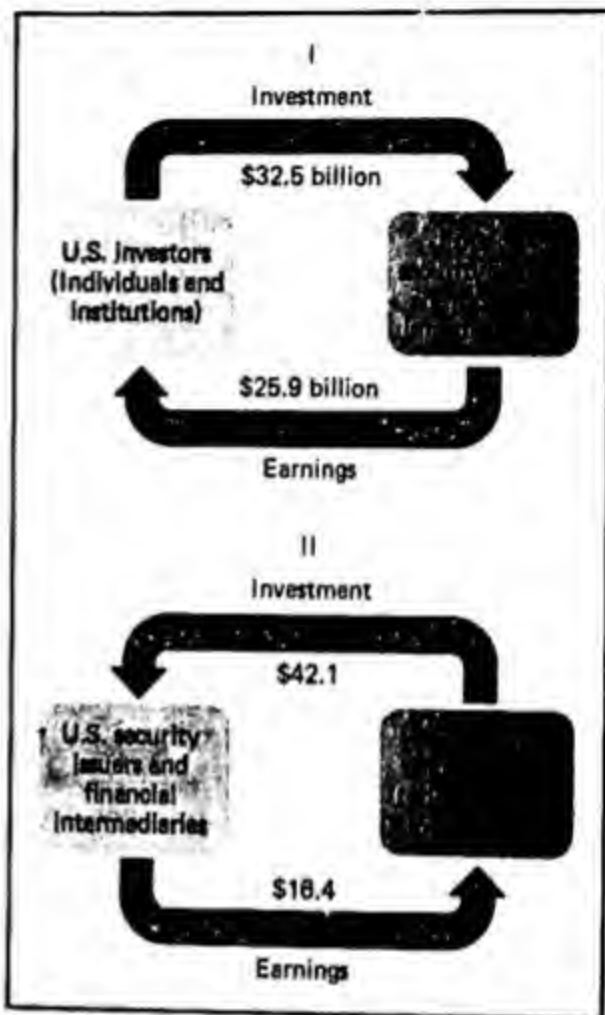 I
Investment
$32.5 billion
U.S. investors
(Individuals and
institutions)
$25.9 billion
Earnings
II
Investment
$42.1
U.S. security
issuers and
financial
intermediaries
$16.4
Earnings